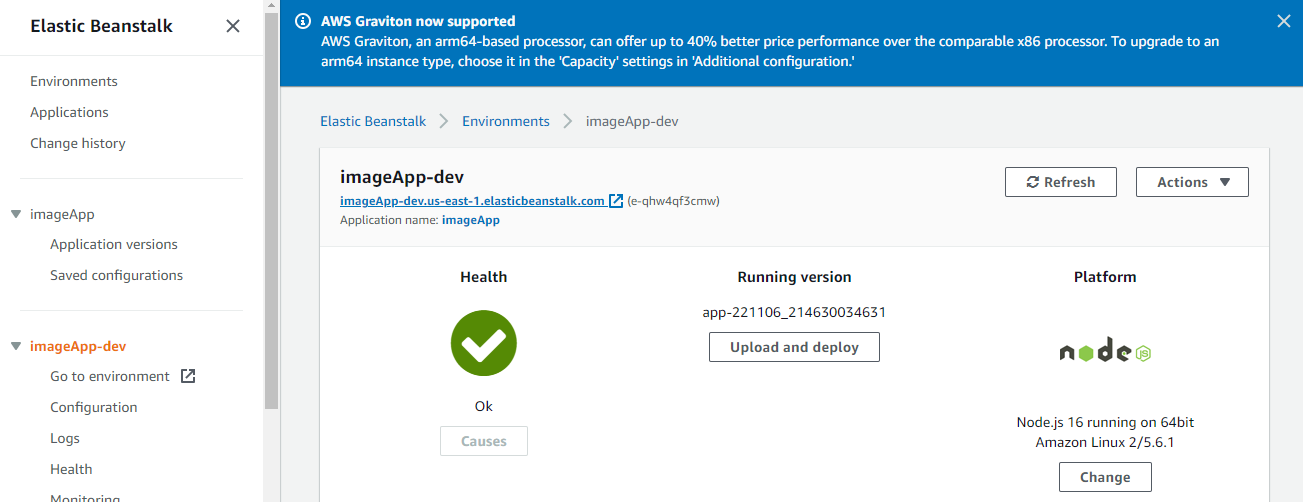 Elastic Beanstalk
Environments
Applications
Change history
imageApp
Application versions
Saved configurations
imageApp-dev
Go to environment
Configuration
Logs
Health
Monitoring
AWS Graviton now supported
AWS Graviton, an arm64-based processor, can offer up to 40% better price performance over the comparable x86 processor. To upgrade to an
arm64 instance type, choose it in the 'Capacity' settings in 'Additional configuration.'
Elastic Beanstalk Environments imageApp-dev
imageApp-dev
imageApp-dev.us-east-1.elasticbeanstalk.com (e-qhw4qf3cmw)
Application name: imageApp
Refresh
Actions
Health
Ok
Causes
Running version
app-221106_214630034631
Upload and deploy
Platform
node JS
Node.js 16 running on 64bit
Amazon Linux 2/5.6.1
Change